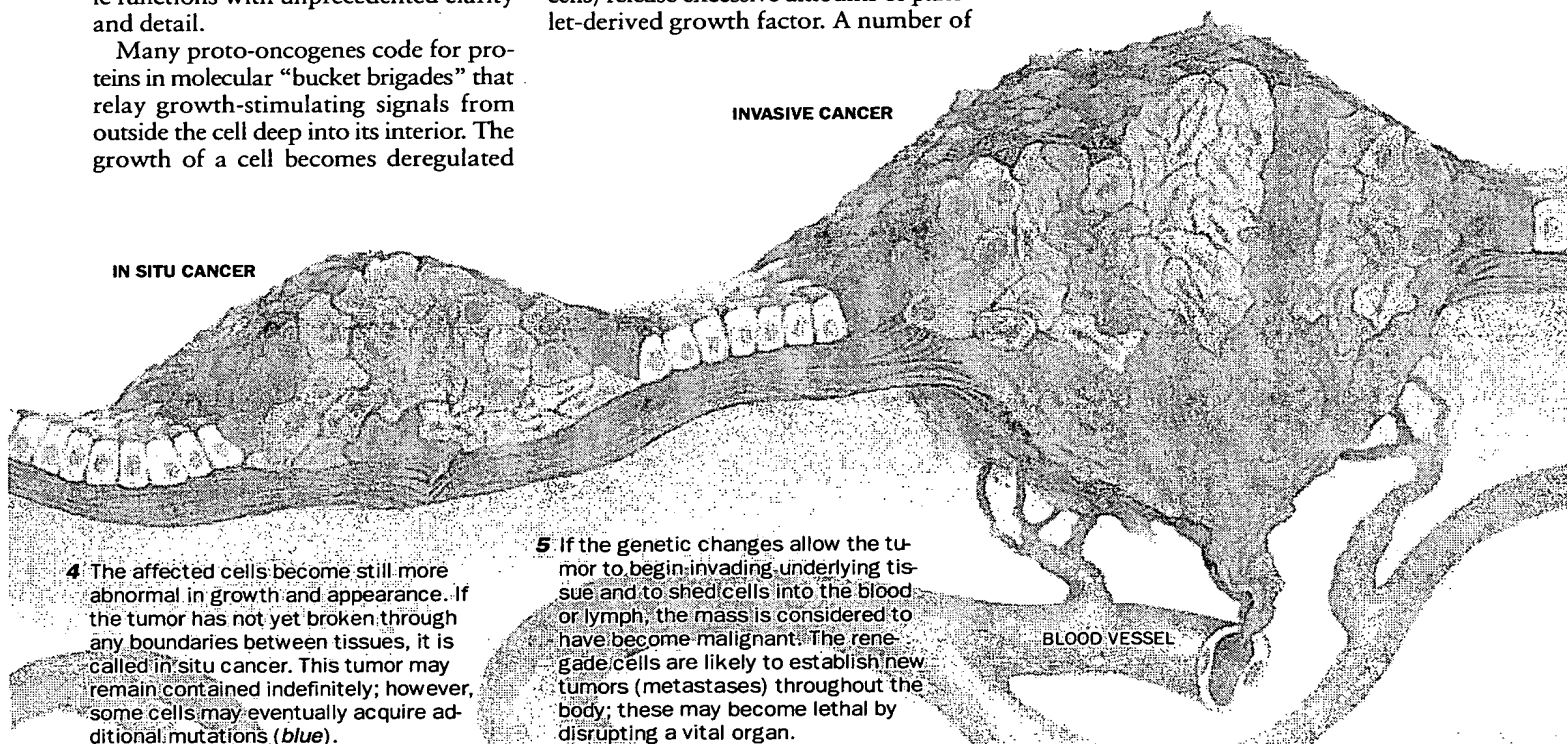 and detail.
Many proto-oncogenes code for pro-
teins in molecular “bucket brigades” that
relay growth-stimulating signals from
outside the cell deep into its interior. The
growth of a cell becomes deregulated
let-derived growth factor. A number of
INVASIVE CANCER
IN SITU CANCER
4 The affected cells become still more
abnormal in growth and appearance. If
the tumor has not yet broken through
any boundaries between tissues, it is
called in situ cancer. This tumor may
remain contained indefinitely; however,
some cells may eventually acquire ad-
ditional mutations (blue).
5 If the genetic changes allow the tu-
mor to begin invading underlying tis-
sue and to shed cells into the blood
or lymph, the mass is considered to
have become malignant. The rene-
gade cells are likely to establish new
tumors (metastases) throughout the
body; these may become lethal by
disrupting a vital organ.
BLOOD VESSEL